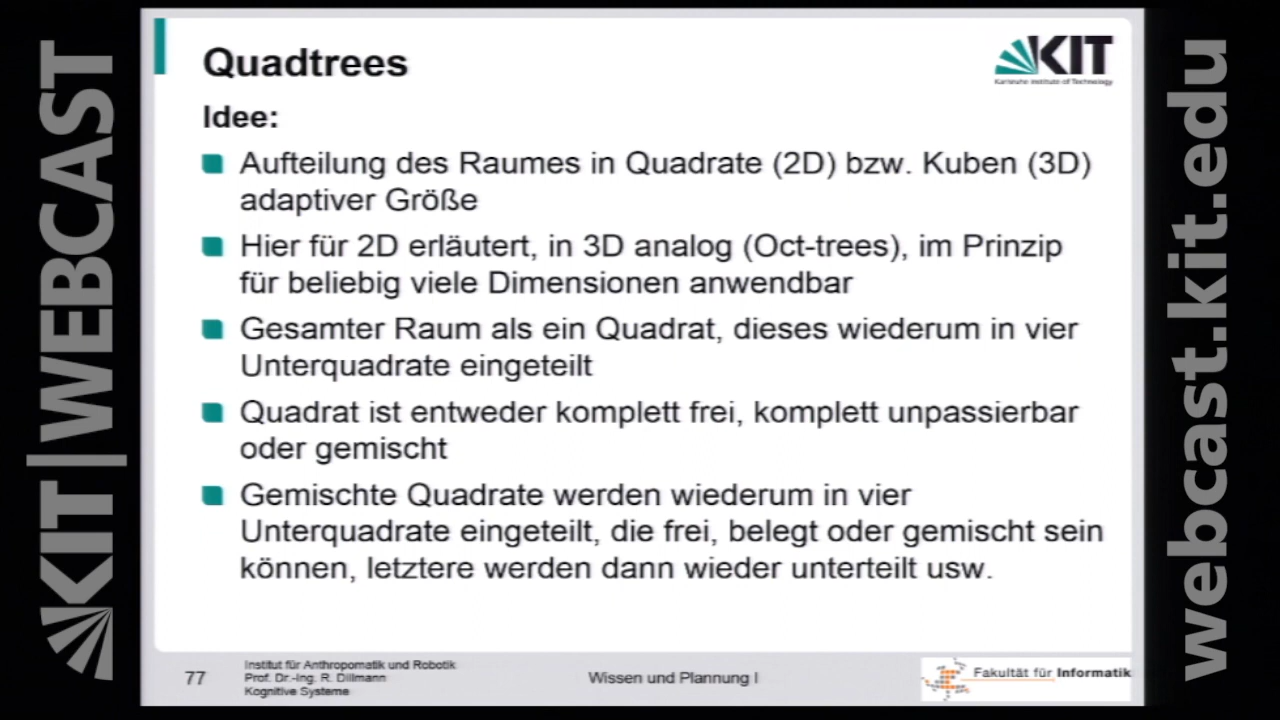 KIT|WEBCAST
Quadtrees
KIT
Karlsruhe Institute of Technology
Idee:
Aufteilung des Raumes in Quadrate (2D) bzw. Kuben (3D)
adaptiver Größe
Hier für 2D erläutert, in 3D analog (Oct-trees), im Prinzip
für beliebig viele Dimensionen anwendbar
Gesamter Raum als ein Quadrat, dieses wiederum in vier
Unterquadrate eingeteilt
Quadrat ist entweder komplett frei, komplett unpassierbar
oder gemischt
Gemischte Quadrate werden wiederum in vier
Unterquadrate eingeteilt, die frei, belegt oder gemischt sein
können, letztere werden dann wieder unterteilt usw.
77
Institut für Anthropomatik und Robotik
Prof. Dr.-Ing. R. Dillmann
Kognitive Systeme
Wissen und Planung I
Fakultät für Informatik
webcast.kit.edu